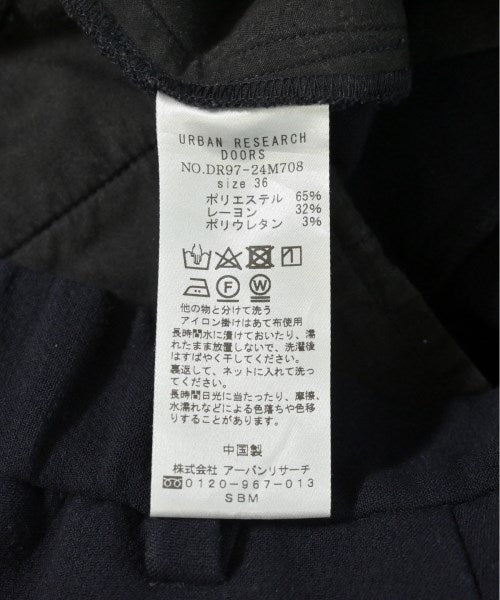 URBAN RESEARCH
DOORS
NO.DR97-24M708
size 36
ポリエステル 65%
レーヨン 32%
ポリウレタン 3%
F W
他の物と分けて洗う
アイロン掛けはあて布使用
長時間水に漬けておいたり、濡
れたまま放置しないで、洗濯後
はすばやく干してください。
裏返して、ネットに入れて洗っ
てください。
長時間日光に当たったり、摩擦、
水濡れなどによる色落ちや色移
りすることがあります。
中国製
株式会社 アーバンリサーチ
0120-967-013
SBM